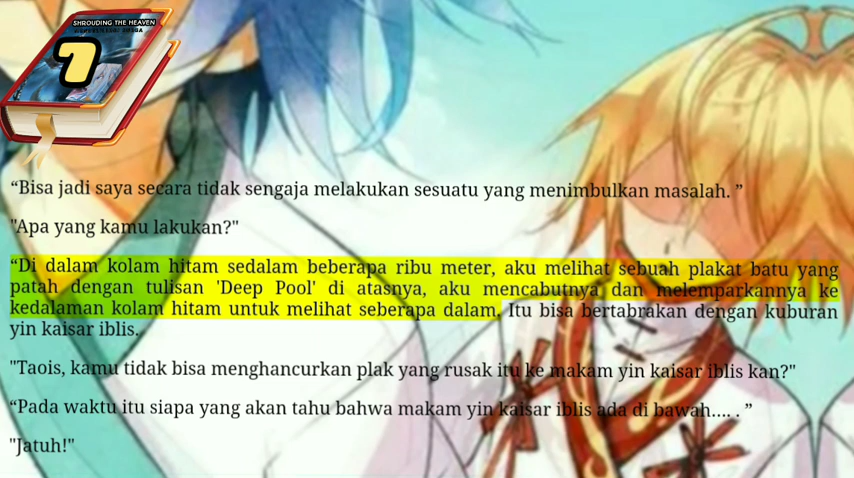 SHROUDING THE HEAVEN
7
“Bisa jadi saya secara tidak sengaja melakukan sesuatu yang menimbulkan masalah. ”
"Apa yang kamu lakukan?"
“Di dalam kolam hitam sedalam beberapa ribu meter, aku melihat sebuah plakat batu yang
patah dengan tulisan 'Deep Pool' di atasnya, aku mencabutnya dan melemparkannya ke
kedalaman kolam hitam untuk melihat seberapa dalam. Itu bisa bertabrakan dengan kuburan
yin kaisar iblis.
"Taois, kamu tidak bisa menghancurkan plak yang rusak itu ke makam yin kaisar iblis kan?"
“Pada waktu itu siapa yang akan tahu bahwa makam yin kaisar iblis ada di bawah.... . ”
"Jatuh!"